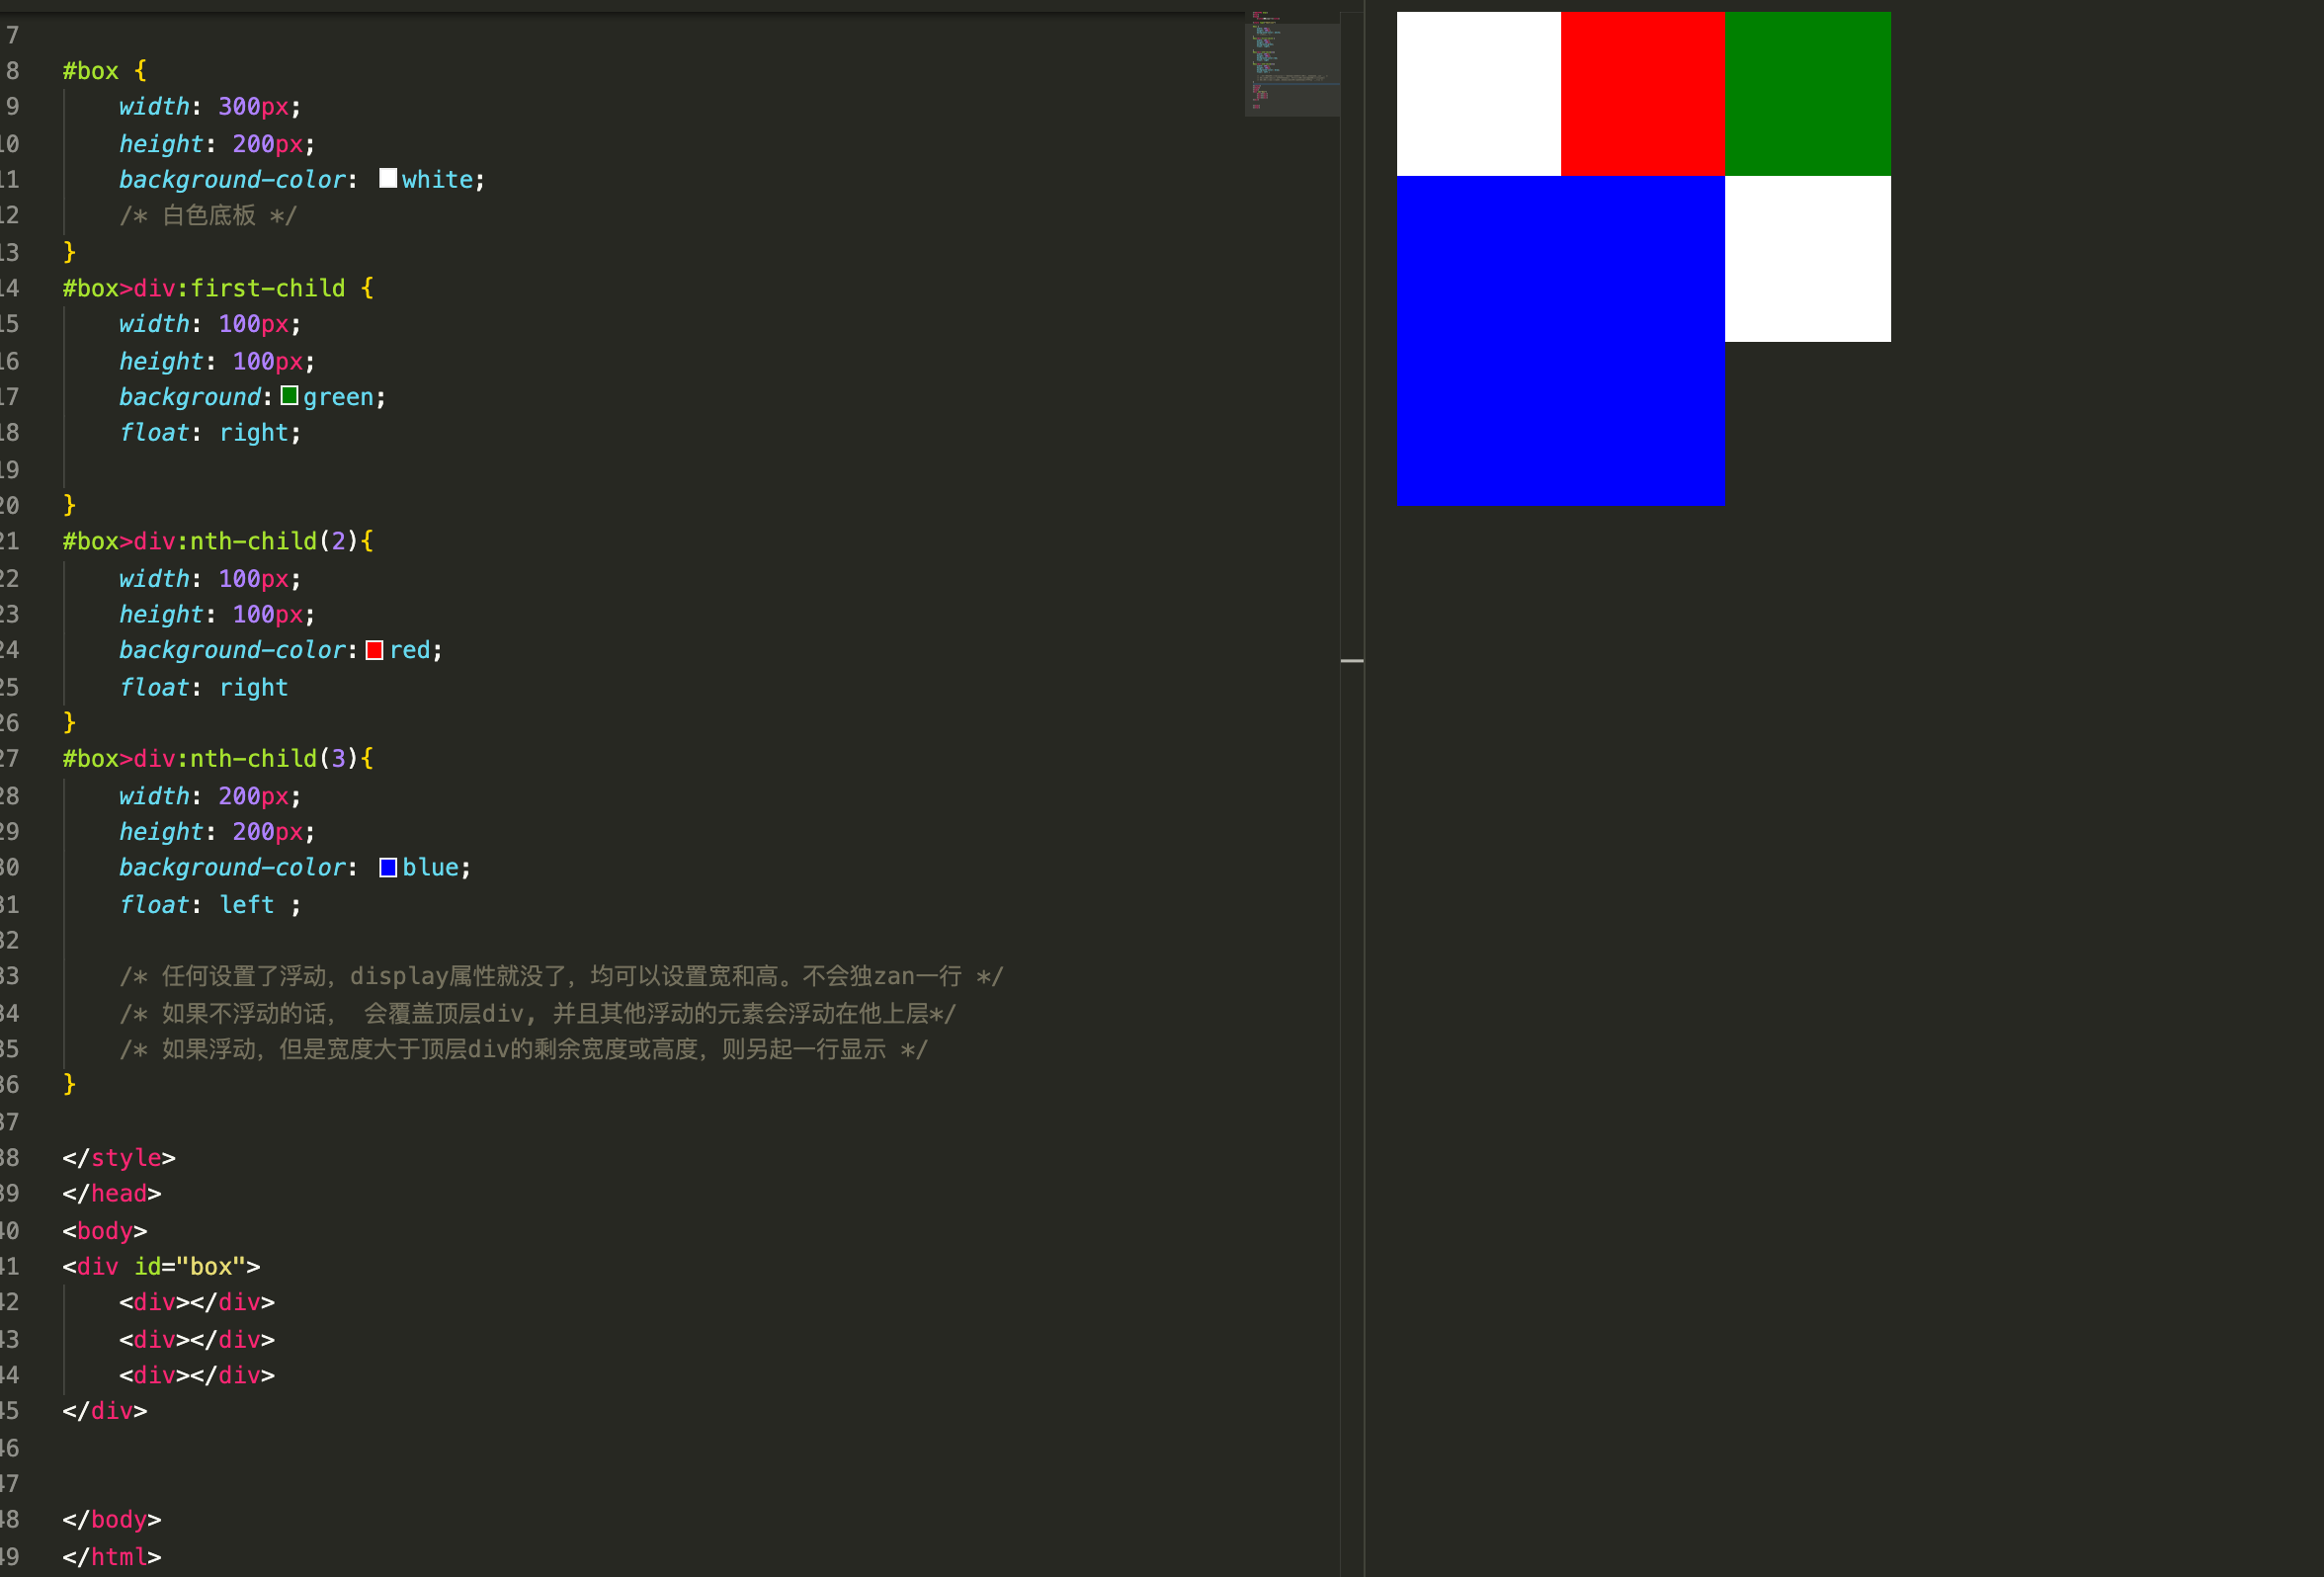 7
8 #box {
9 width: 300px;
10 height: 200px;
11 background-color: white;
12 /* 白色底板 */
13 }
14 #box>div:first-child {
15 width: 100px;
16 height: 100px;
17 background: green;
18 float: right;
19
20 }
21 #box>div:nth-child(2){
22 width: 100px;
23 height: 100px;
24 background-color: red;
25 float: right
26 }
27 #box>div:nth-child(3){
28 width: 200px;
29 height: 200px;
30 background-color: blue;
31 float: left ;
32
33 /* 任何设置了浮动，display属性就没了，均可以设置宽和高。不会独zan一行 */
34 /* 如果不浮动的话， 会覆盖顶层div, 并且其他浮动的元素会浮动在他上层*/
35 /* 如果浮动，但是宽度大于顶层div的剩余宽度或高度，则另起一行显示 */
36 }
37
38 </style>
39 </head>
40 <body>
41 <div id="box">
42 <div></div>
43 <div></div>
44 <div></div>
45 </div>
46
47
48 </body>
49 </html>